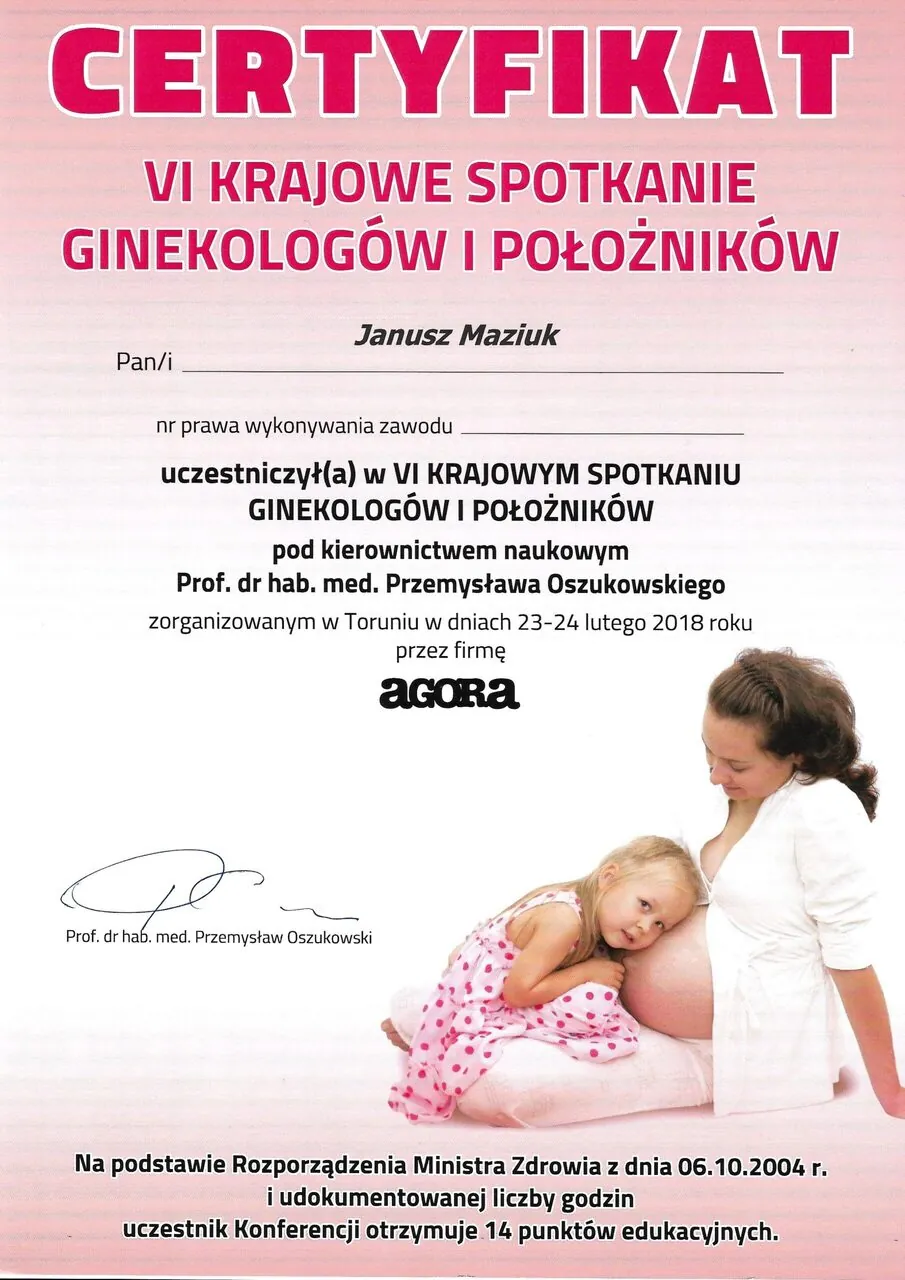 CERTYFIKAT
VI KRAJOWE SPOTKANIE
GINEKOLOGÓW I POŁOŻNIKÓW
Janusz Maziuk
Pan/i
nr prawa wykonywania zawodu
uczestniczył(a) w VI KRAJOWYM SPOTKANIU
GINEKOLOGÓW I POŁOŻNIKÓW
pod kierownictwem naukowym
Prof. dr hab. med. Przemysława Oszukowskiego
zorganizowanym w Toruniu w dniach 23-24 lutego 2018 roku
przez firmę
aGORa
Prof. dr hab. med. Przemysław Oszukowski
Na podstawie Rozporządzenia Ministra Zdrowia z dnia 06.10.2004 r.
i udokumentowanej liczby godzin
uczestnik Konferencji otrzymuje 14 punktów edukacyjnych.